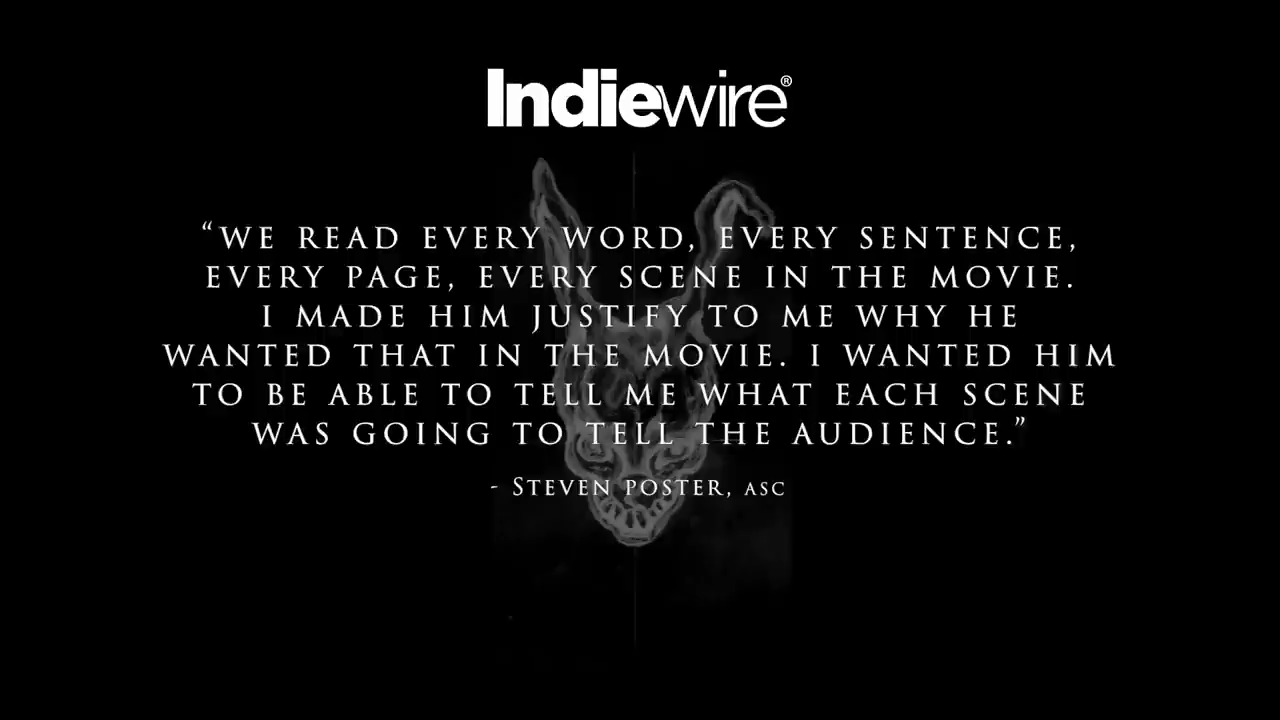 Indiewire®
“WE READ EVERY WORD, EVERY SENTENCE,
EVERY PAGE, EVERY SCENE IN THE MOVIE.
I MADE HIM JUSTIFY TO ME WHY HE
WANTED THAT IN THE MOVIE. I WANTED HIM
TO BE ABLE TO TELL ME WHAT EACH SCENE
WAS GOING TO TELL THE AUDIENCE.”
- STEVEN POSTER, ASC